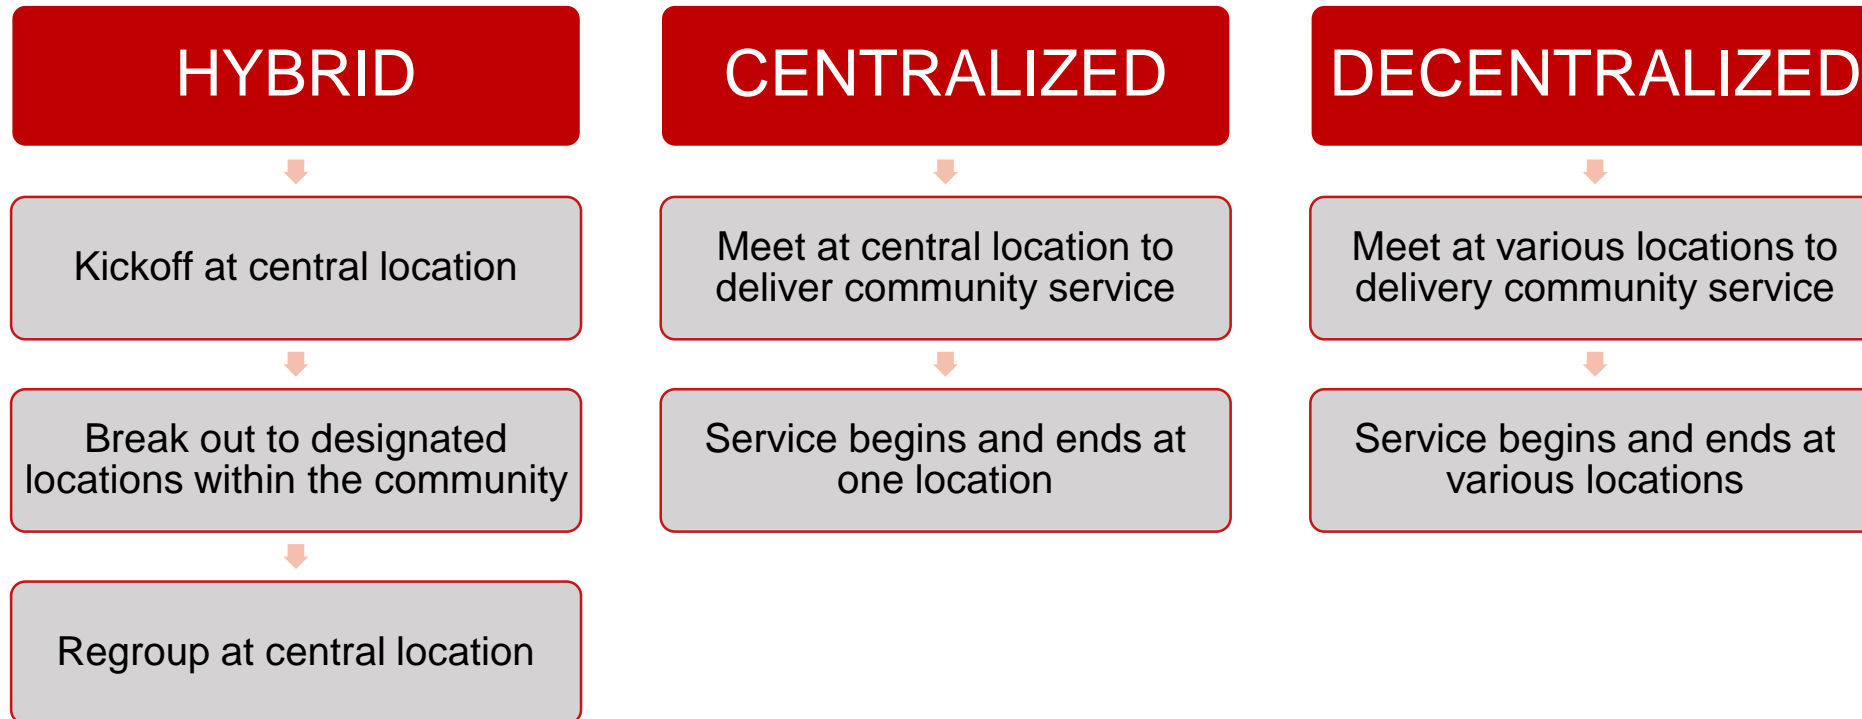 HYBRID
Kickoff at central location
Break out to designated
locations within the community
Regroup at central location
CENTRALIZED
Meet at central location to
deliver community service
Service begins and ends at
one location
DECENTRALIZED
Meet at various locations to
delivery community service
Service begins and ends at
various locations